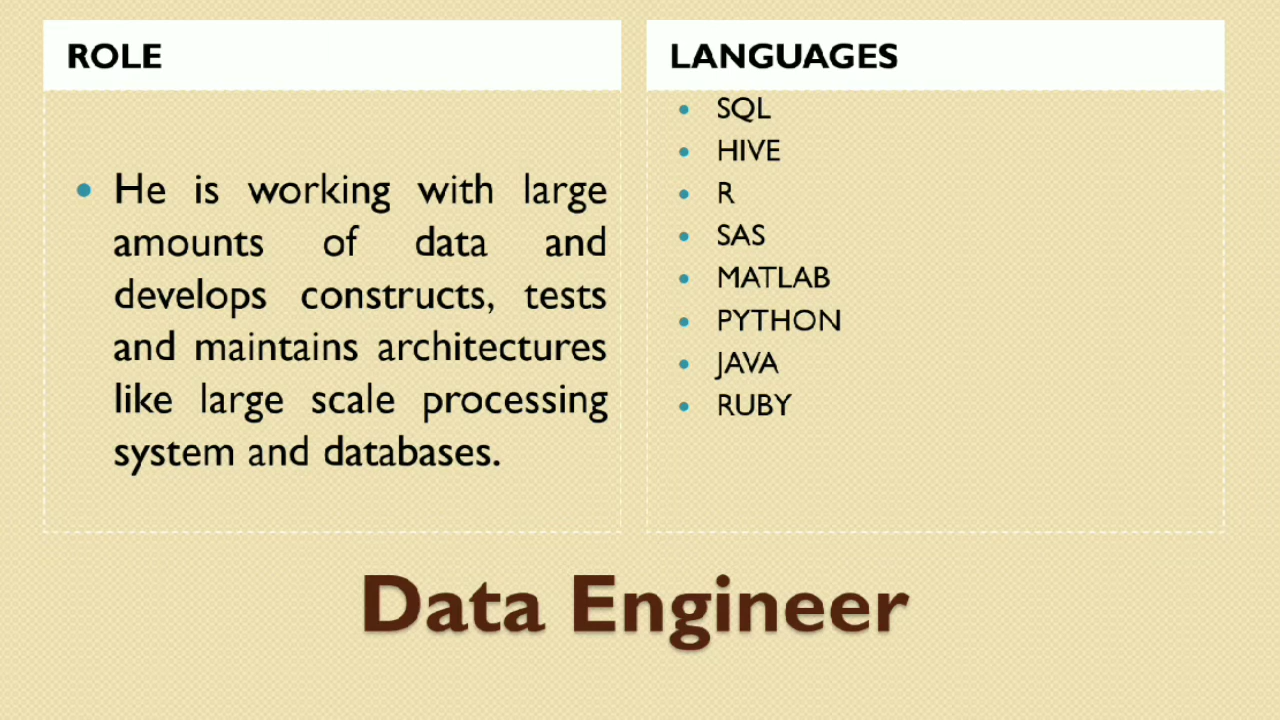 ROLE
He is working with large
amounts of data and
develops constructs, tests
and maintains architectures
like large scale processing
system and databases.
LANGUAGES
SQL
HIVE
R
SAS
MATLAB
PYTHON
JAVA
RUBY
Data Engineer